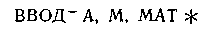 ВВОД- А, М, МАТ *